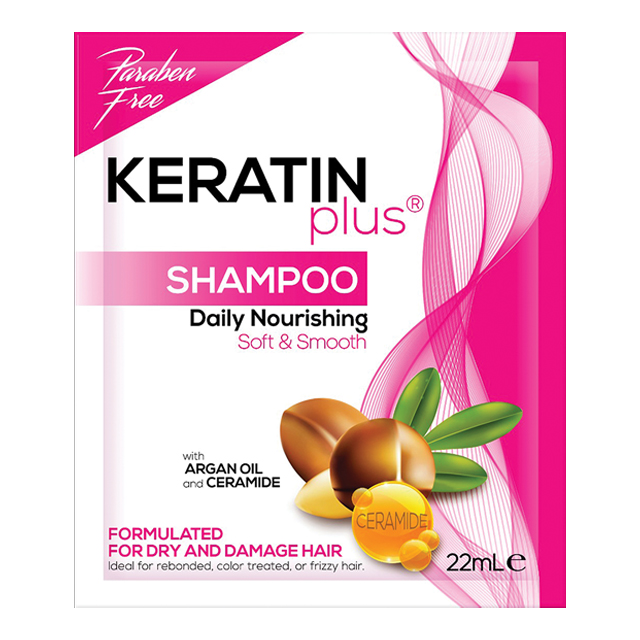 Paraben
Free
KERATIN
plus®
SHAMPOO
Daily Nourishing
Soft & Smooth
with
ARGAN OIL
and CERAMIDE
CERAMIDE
FORMULATED
FOR DRY AND DAMAGE HAIR
Ideal for rebonded, color treated, or frizzy hair.
22mL ℮